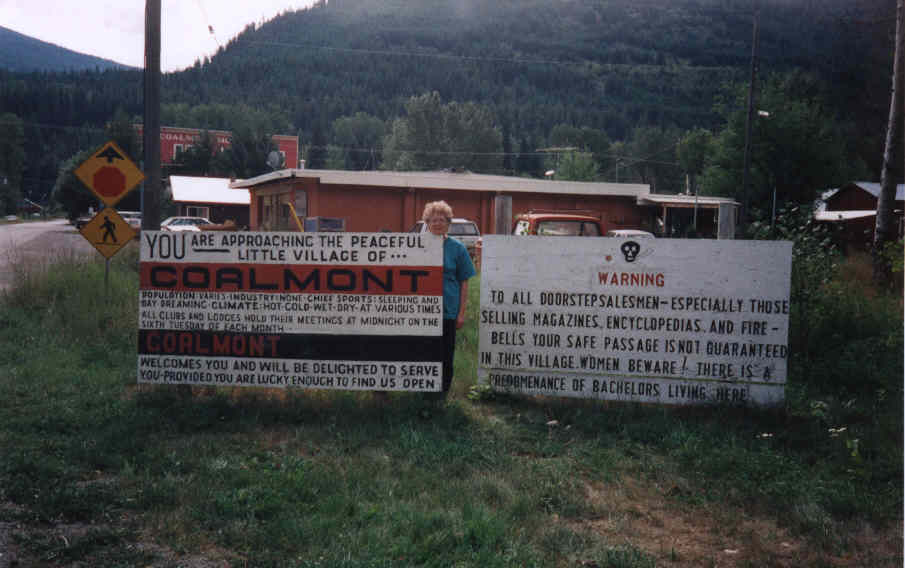 COALMONT
YOU ARE APPROACHING THE PEACEFUL
LITTLE VILLAGE OF...
COALMONT
POPULATION-VARIES-INDUSTRY:NONE-CHIEF SPORTS: SLEEPING AND
DAY DREAMING-CLIMATE:HOT-COLD-WET-DRY-AT VARIOUS TIMES
ALL CLUBS AND LODGES HOLD THEIR MEETINGS AT MIDNIGHT ON THE
SIXTH TUESDAY OF EACH MONTH
COALMONT
WELCOMES YOU AND WILL BE DELIGHTED TO SERVE
YOU-PROVIDED YOU ARE LUCKY ENOUGH TO FIND US OPEN
WARNING
TO ALL DOORSTEPSALESMEN-ESPECIALLY THOSE
SELLING MAGAZINES, ENCYCLOPEDIAS, AND FIRE-
BELLS YOUR SAFE PASSAGE IS NOT GUARANTEED
IN THIS VILLAGE.WOMEN BEWARE! THERE IS A
PREDOMENANCE OF BACHELORS LIVING HERE